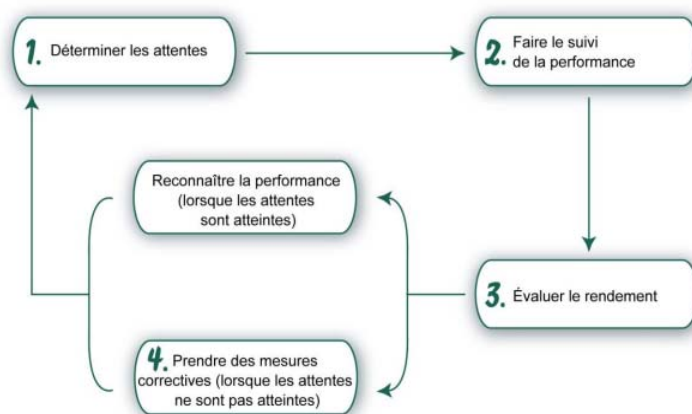 1. Déterminer les attentes
2. Faire le suivi
de la performance
Reconnaître la performance
(lorsque les attentes
sont atteintes)
3. Évaluer le rendement
4. Prendre des mesures
correctives (lorsque les attentes
ne sont pas atteintes)